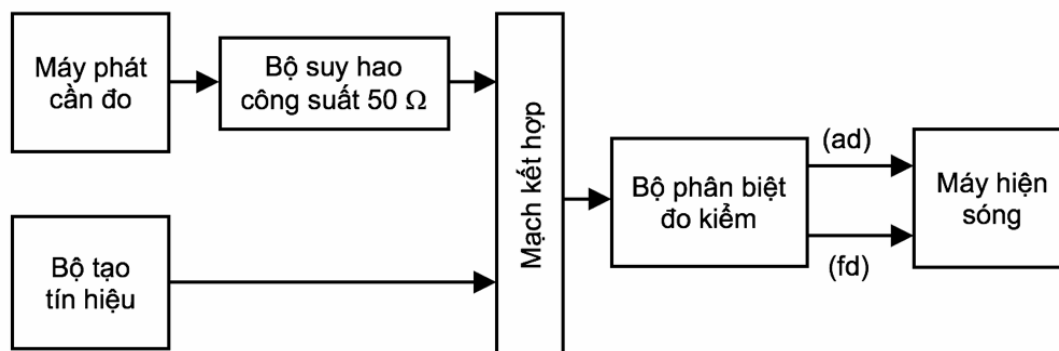 Máy phát
cần đo
Bộ suy hao
công suất 50 Ω
Bộ tạo
tín hiệu
Mạch kết hợp
Bộ phân biệt
đo kiểm
(ad)
(fd)
Máy hiện
sóng